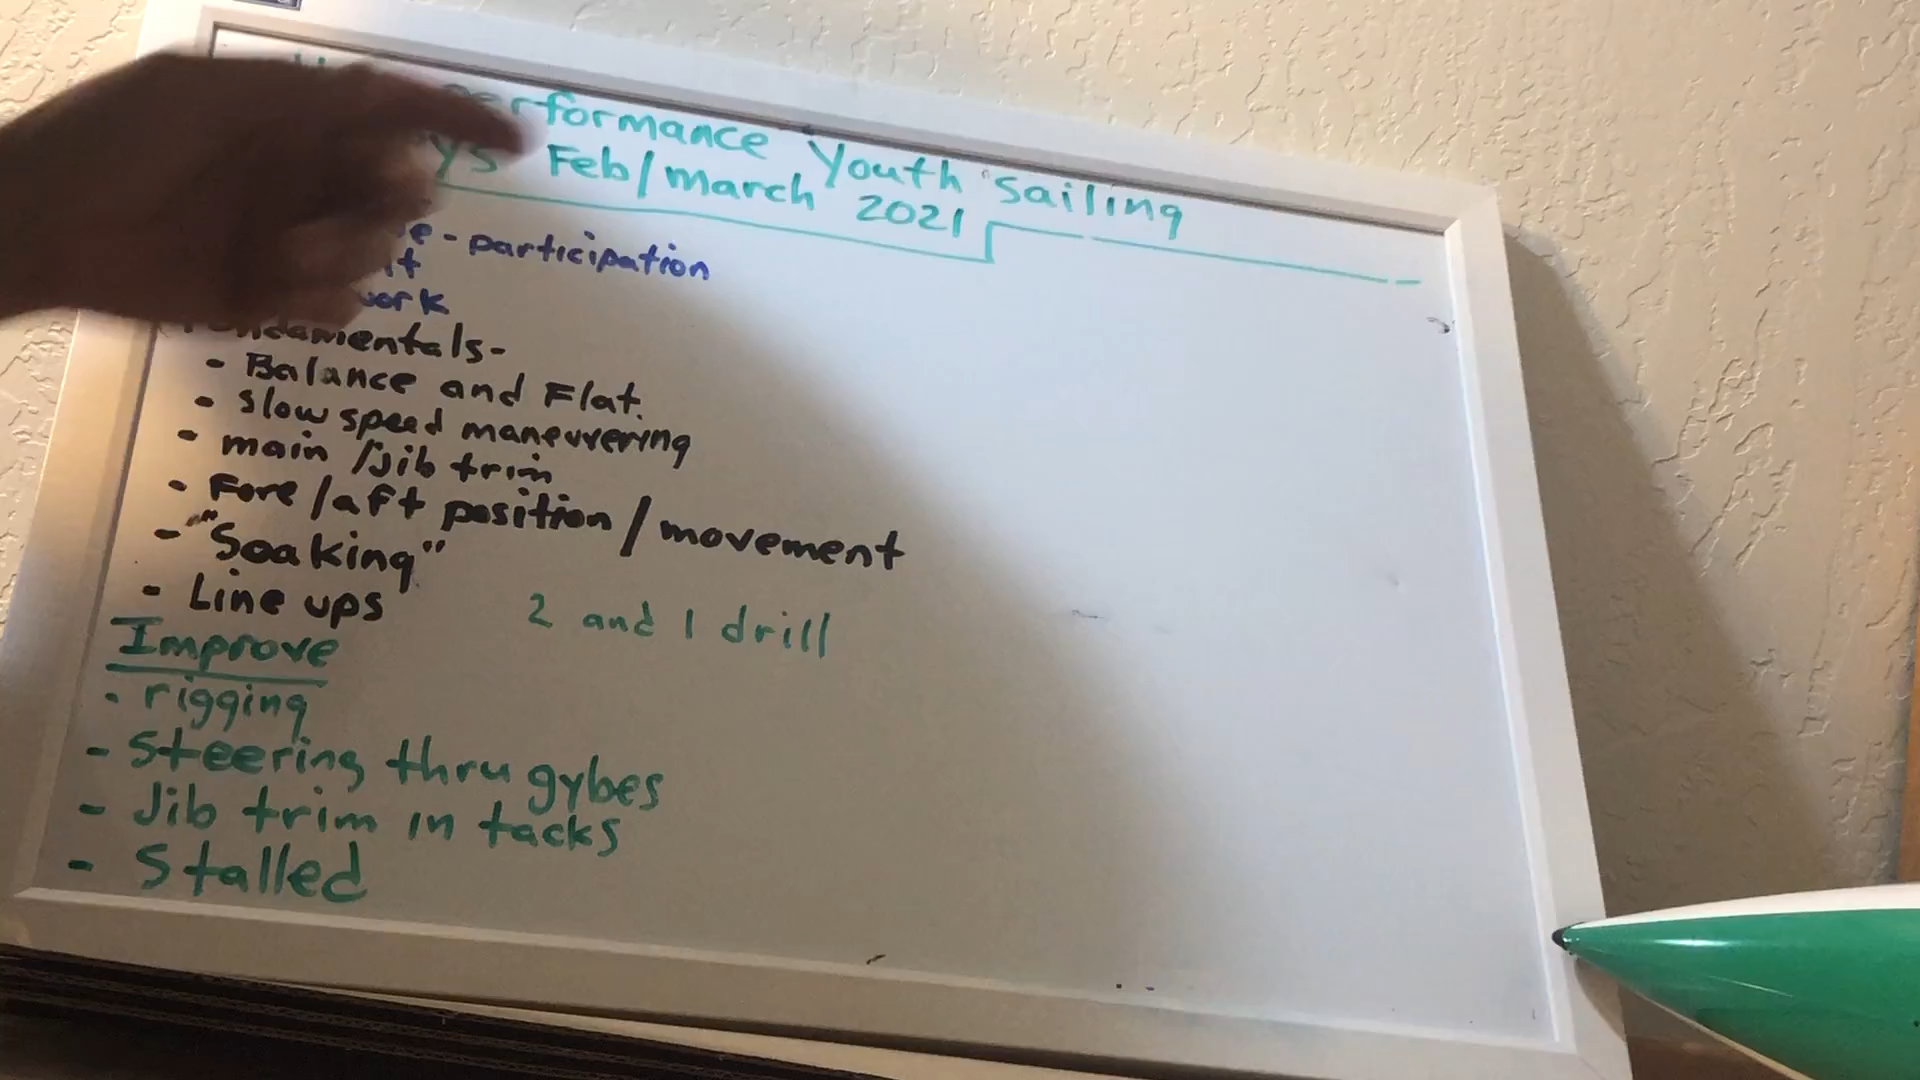 Performance Youth Sailing
Feb/march 2021
- participation
work
Fundamentals-
- Balance and Flat.
- slow speed maneuvering
- main/jib trim
- Fore/aft position/movement
- "Soaking"
- Line ups
2 and 1 drill
Improve
- rigging
- Steering thru gybes
- Jib trim in tacks
- Stalled